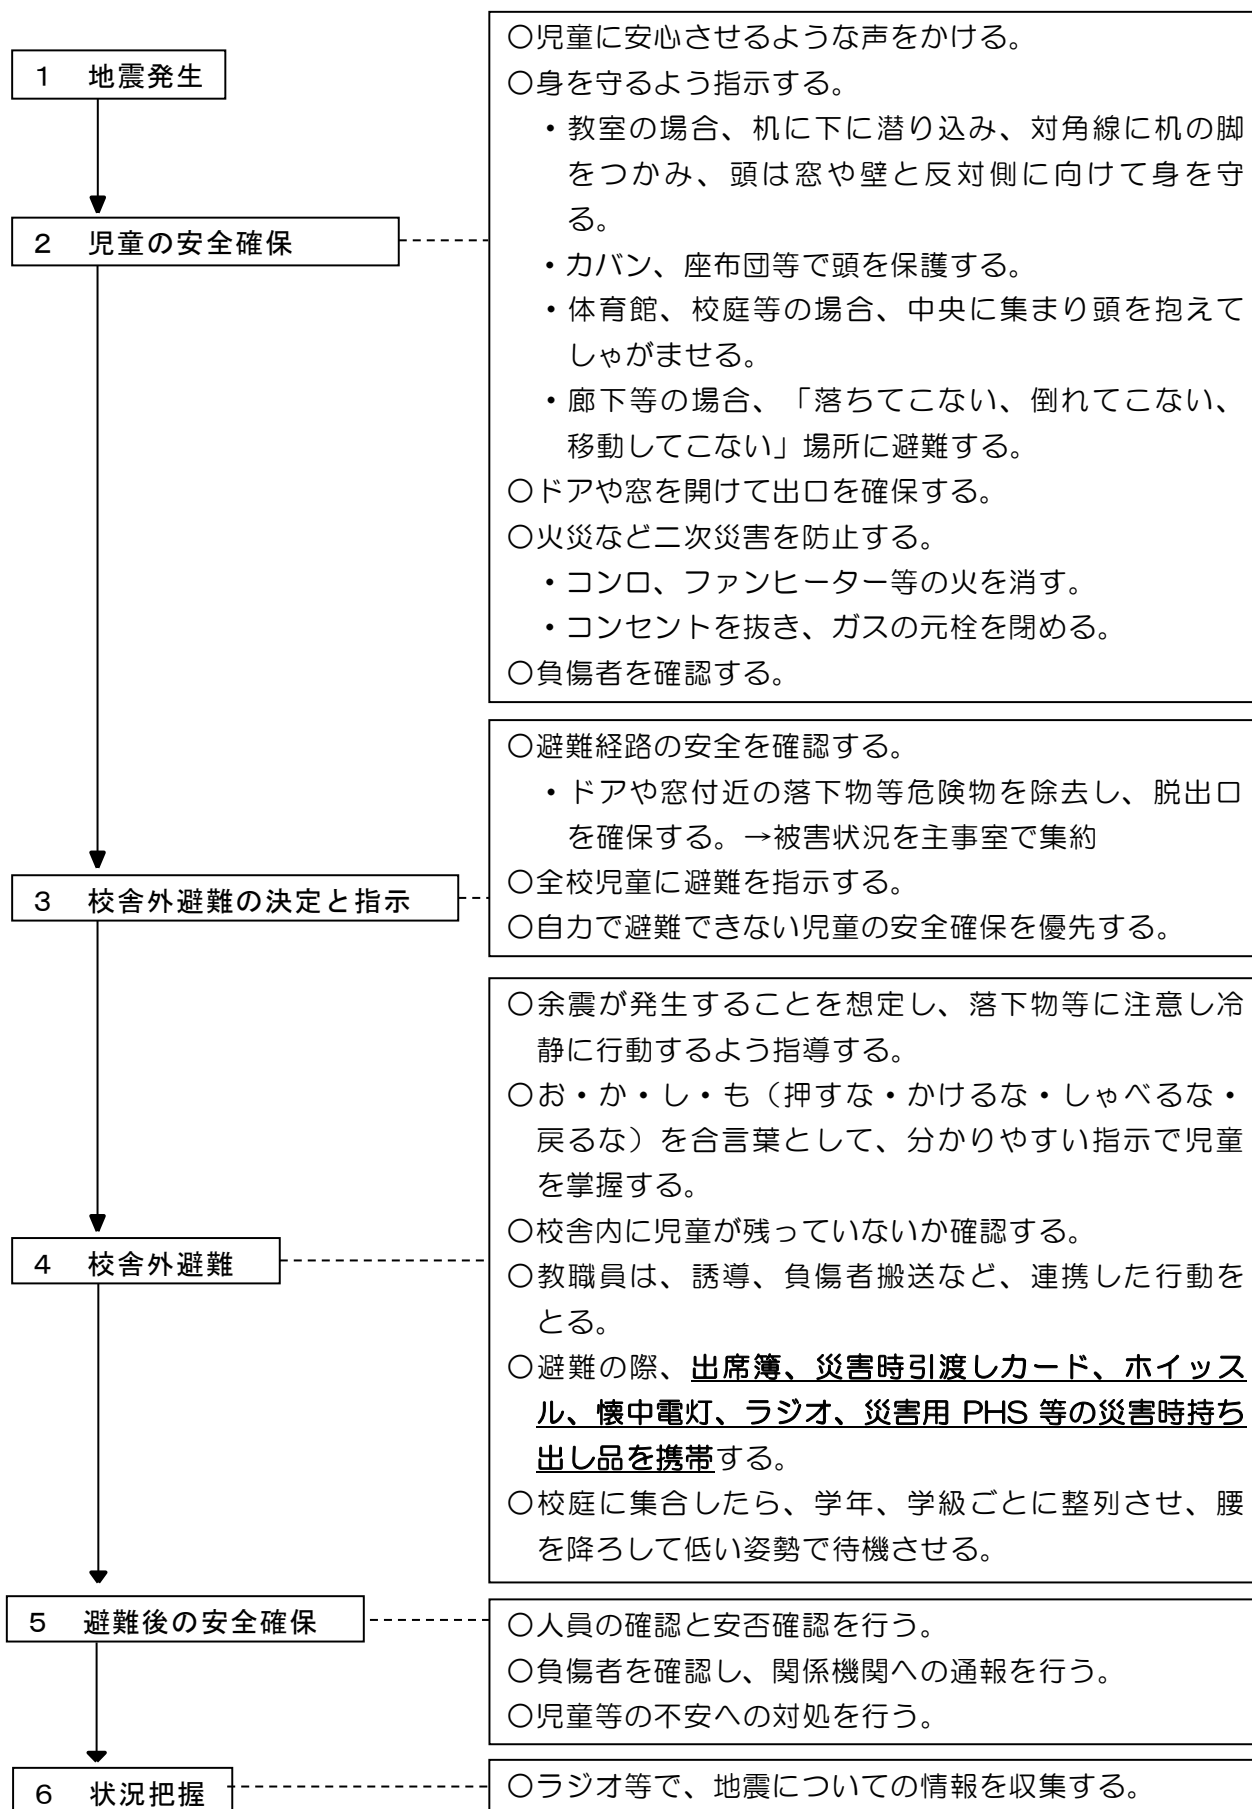 1 地震発生
○児童に安心させるような声をかける。
○身を守るよう指示する。
・教室の場合、机に下に潜り込み、対角線に机の脚
をつかみ、頭は窓や壁と反対側に向けて身を守
る。
2 児童の安全確保
・カバン、座布団等で頭を保護する。
・体育館、校庭等の場合、中央に集まり頭を抱えて
しゃがませる。
・廊下等の場合、「落ちてこない、倒れてこない、
移動してこない」場所に避難する。
○ドアや窓を開けて出口を確保する。
○火災など二次災害を防止する。
・コンロ、ファンヒーター等の火を消す。
・コンセントを抜き、ガスの元栓を閉める。
○負傷者を確認する。
○避難経路の安全を確認する。
・ドアや窓付近の落下物等危険物を除去し、脱出口
を確保する。→被害状況を主事室で集約
3 校舎外避難の決定と指示
○全校児童に避難を指示する。
○自力で避難できない児童の安全確保を優先する。
○余震が発生することを想定し、落下物等に注意し冷
静に行動するよう指導する。
○お・か・し・も（押すな・かけるな・しゃべるな・
戻るな）を合言葉として、分かりやすい指示で児童
を掌握する。
○校舎内に児童が残っていないか確認する。
4 校舎外避難
○教職員は、誘導、負傷者搬送など、連携した行動を
とる。
○避難の際、出席簿、災害時引渡しカード、ホイッス
ル、懐中電灯、ラジオ、災害用 PHS 等の災害時持ち
出し品を携帯する。
○校庭に集合したら、学年、学級ごとに整列させ、腰
を降ろして低い姿勢で待機させる。
5 避難後の安全確保
○人員の確認と安否確認を行う。
○負傷者を確認し、関係機関への通報を行う。
○児童等の不安への対処を行う。
6 状況把握
○ラジオ等で、地震についての情報を収集する。